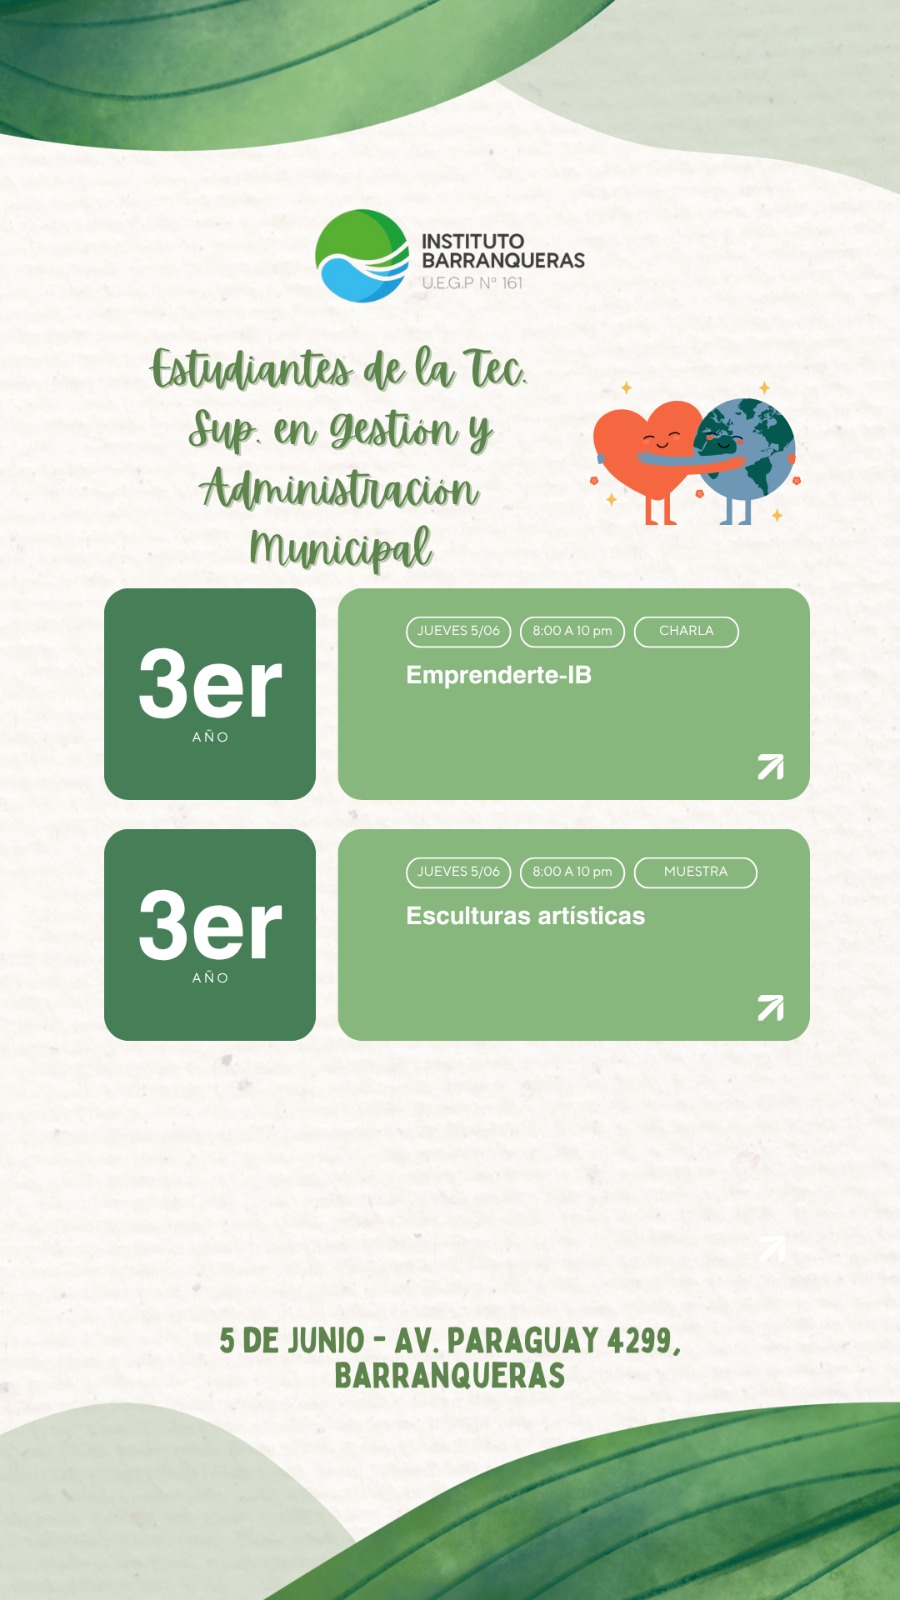 INSTITUTO
BARRANQUERAS
U.E.G.P N° 161
Estudiantes de la Tec.
Sup. en Gestión y
Administración
Municipal
3er
AÑO
JUEVES 5/06
8:00 A 10 pm
CHARLA
Emprenderte-IB
3er
AÑO
JUEVES 5/06
8:00 A 10 pm
MUESTRA
Esculturas artísticas
5 DE JUNIO - AV. PARAGUAY 4299,
BARRANQUERAS